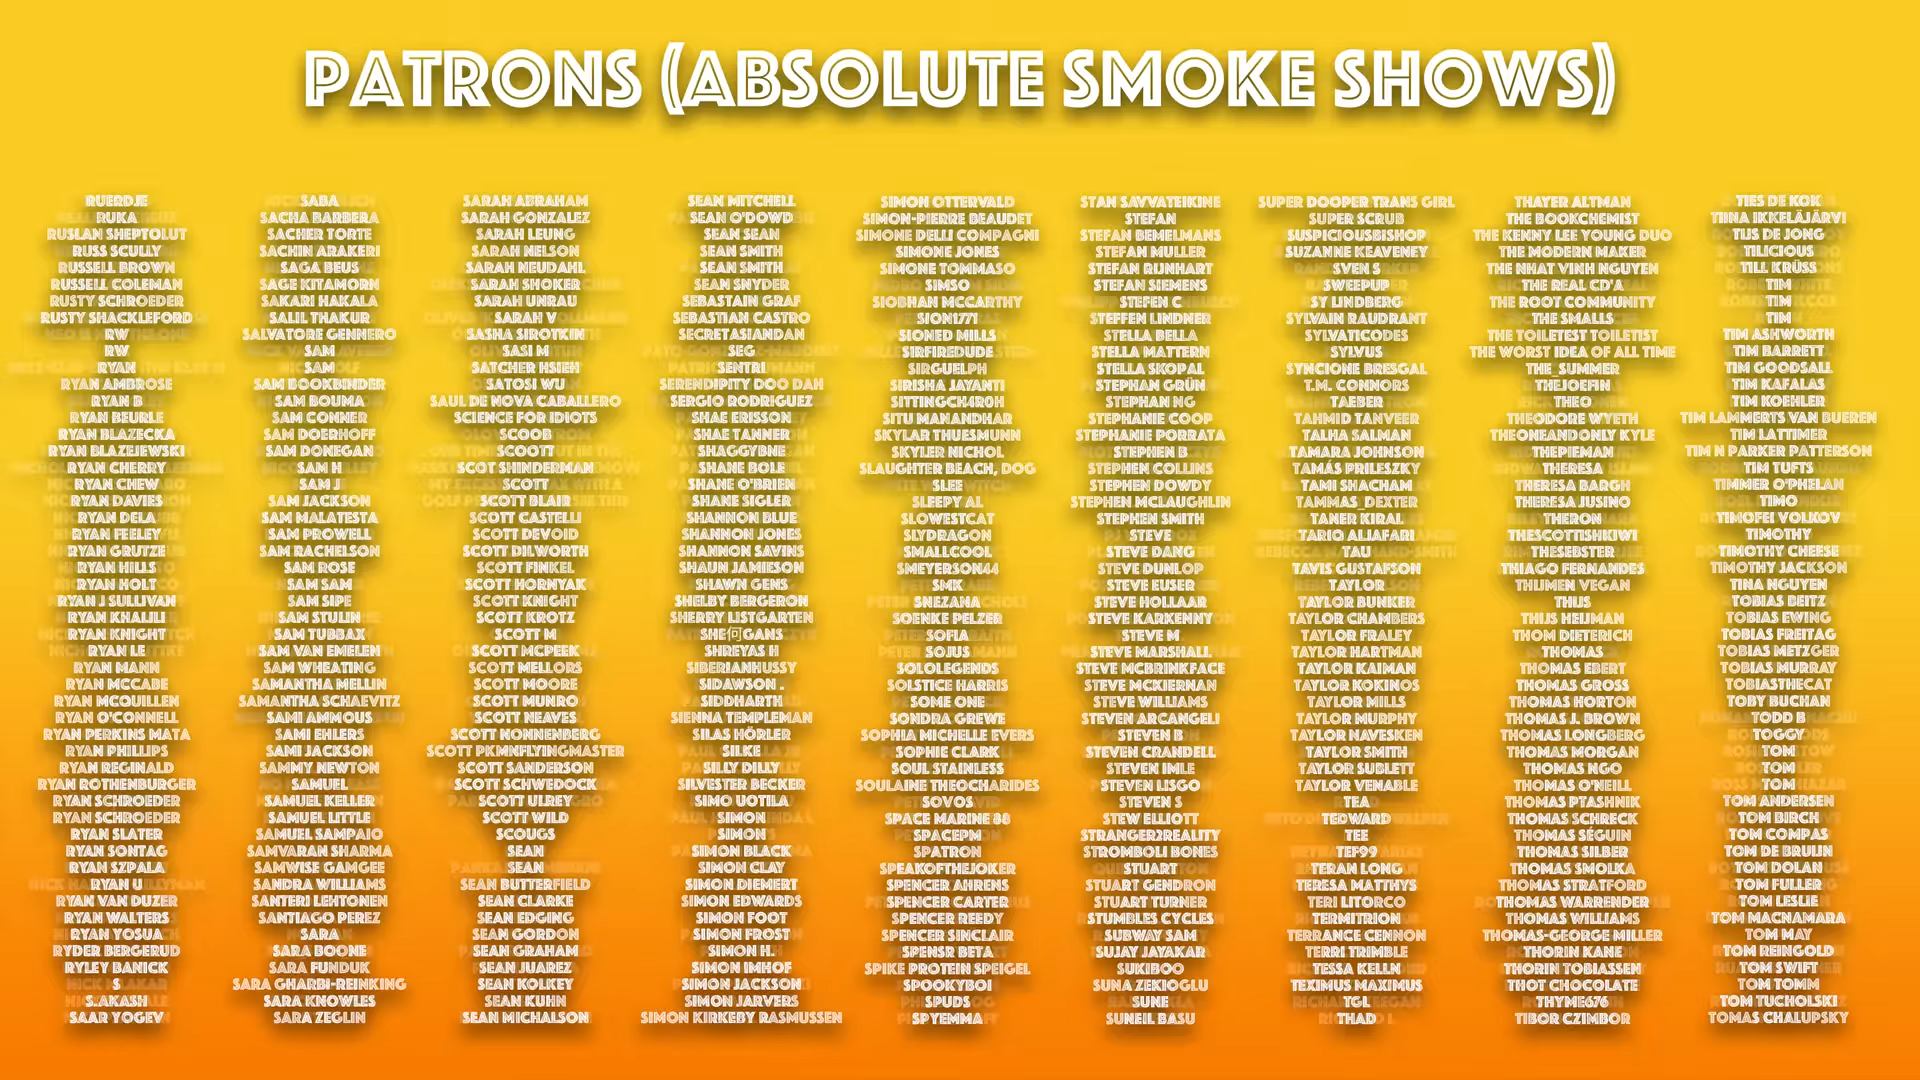 PATRONS (ABSOLUTE SMOKE SHOWS)
RUERDJE
RUKA
RUSLAN SHEPTOLUT
RUSS SCULLY
RUSSELL BROWN
RUSSELL COLEMAN
RUSTY SCHROEDER
RUSTY SHACKLEFORD
RW
RW
RYAN
RYAN AMBROSE
RYAN B
RYAN BEURLE
RYAN BLAZECKA
RYAN BLAZEJEWSKI
RYAN CHERRY
RYAN CHEW
RYAN DAVIES
RYAN DELA
RYAN FEELEY
RYAN GRUTZE
RYAN HILLS
RYAN HOLT
RYAN J SULLIVAN
RYAN KHALILI
RYAN KNIGHT
RYAN LE
RYAN MANN
RYAN MCCABE
RYAN MCQUILLEN
RYAN O'CONNELL
RYAN PERKINS MATA
RYAN PHILLIPS
RYAN REGINALD
RYAN ROTHENBURGER
RYAN SCHROEDER
RYAN SCHROEDER
RYAN SLATER
RYAN SONTAG
RYAN SZPALA
RYAN U
RYAN VAN DUZER
RYAN WALTERS
RYAN YOSUA
RYDER BERGERUD
RYLEY BANICK
S
S.AKASH
SAAR YOGEV
SABA
SACHA BARBERA
SACHER TORTE
SACHIN ARAKERI
SAGA BEUS
SAGE KITAMORN
SAKARI HAKALA
SALIL THAKUR
SALVATORE GENNERO
SAM
SAM
SAM BOOKBINDER
SAM BOUMA
SAM CONNER
SAM DOERHOFF
SAM DONEGAN
SAM H
SAM J
SAM JACKSON
SAM MALATESTA
SAM PROWELL
SAM RACHELSON
SAM ROSE
SAM SAM
SAM SIPE
SAM STULIN
SAM TUBBAX
SAM VAN EMELEN
SAM WHEATING
SAMANTHA MELLIN
SAMANTHA SCHAEVITZ
SAMI AMMOUS
SAMI EHLERS
SAMI JACKSON
SAMMY NEWTON
SAMUEL
SAMUEL KELLER
SAMUEL LITTLE
SAMUEL SAMPAIO
SAMVARAN SHARMA
SAMWISE GAMGEE
SANDRA WILLIAMS
SANTERI LEHTONEN
SANTIAGO PEREZ
SARA
SARA BOONE
SARA FUNDUK
SARA GHARBI-REINKING
SARA KNOWLES
SARA ZEGLIN
SARAH ABRAHAM
SARAH GONZALEZ
SARAH LEUNG
SARAH NELSON
SARAH NEUDAHL
SARAH SHOKER
SARAH UNRAU
SARAH V
SASHA SIROTKIN
SASI M
SATCHER HSIEH
SATOSI WU
SAUL DE NOVA CABALLERO
SCIENCE FOR IDIOTS
SCOOB
SCOOTT
SCOT SHINDERMAN
SCOTT
SCOTT BLAIR
SCOTT CASTELLI
SCOTT DEVOID
SCOTT DILWORTH
SCOTT FINKEL
SCOTT HORNYAK
SCOTT KNIGHT
SCOTT KROTZ
SCOTT M
SCOTT MCPEEK
SCOTT MELLORS
SCOTT MOORE
SCOTT MUNRO
SCOTT NEAVES
SCOTT NONNENBERG
SCOTT PKMNFLYINGMASTER
SCOTT SANDERSON
SCOTT SCHWEDOCK
SCOTT ULREY
SCOTT WILD
SCOUGS
SEAN
SEAN
SEAN BUTTERFIELD
SEAN CLARKE
SEAN EDGING
SEAN GORDON
SEAN GRAHAM
SEAN JUAREZ
SEAN KOLKEY
SEAN KUHN
SEAN MICHALSON
SEAN MITCHELL
SEAN O'DOWD
SEAN SEAN
SEAN SMITH
SEAN SMITH
SEAN SNYDER
SEBASTAIN GRAF
SEBASTIAN CASTRO
SECRETASIANDAN
SEG
SENTRI
SERENDIPITY DOO DAH
SERGIO RODRIGUEZ
SHAE ERISSON
SHAE TANNER
SHAGGYBNE
SHANE BOLE
SHANE O'BRIEN
SHANE SIGLER
SHANNON BLUE
SHANNON JONES
SHANNON SAVINS
SHAUN JAMIESON
SHAWN GENS
SHELBY BERGERON
SHERRY LISTGARTEN
SHE何GANS
SHREYAS H
SIBERIANHUSSY
SIDAWSON .
SIDDHARTH
SIENNA TEMPLEMAN
SILAS HÖRLER
SILKE
SILLY DILLY
SILVESTER BECKER
SIMO UOTILA
SIMON
SIMON
SIMON BLACK
SIMON CLAY
SIMON DIEMERT
SIMON EDWARDS
SIMON FOOT
SIMON FROST
SIMON H.
SIMON IMHOF
SIMON JACKSON
SIMON JARVERS
SIMON KIRKEBY RASMUSSEN
SIMON OTTERVALD
SIMON-PIERRE BEAUDET
SIMONE DELLI COMPAGNI
SIMONE JONES
SIMONE TOMMASO
SIMSO
SIOBHAN MCCARTHY
SION1771
SIONED MILLS
SIRFIREDUDE
SIRGUELPH
SIRISHA JAYANTI
SITTINGCH4R0H
SITU MANANDHAR
SKYLAR THUESMUNN
SKYLER NICHOL
SLAUGHTER BEACH, DOG
SLEE
SLEEPY AL
SLOWESTCAT
SLYDRAGON
SMALLCOOL
SMEYERSON44
SMK
SNEZANA
SOENKE PELZER
SOFIA
SOJUS
SOLOLEGENDS
SOLSTICE HARRIS
SOME ONE
SONDRA GREWE
SOPHIA MICHELLE EVERS
SOPHIE CLARK
SOUL STAINLESS
SOULAINE THEOCHARIDES
SOVOS
SPACE MARINE 88
SPACEPM
SPATRON
SPEAKOFTHEJOKER
SPENCER AHRENS
SPENCER CARTER
SPENCER REEDY
SPENCER SINCLAIR
SPENSR BETA
SPIKE PROTEIN SPEIGEL
SPOOKYBOI
SPUDS
SPYEMMA
STAN SAVVATEIKINE
STEFAN
STEFAN BEMELMANS
STEFAN MULLER
STEFAN RIJNHART
STEFAN SIEMENS
STEFEN C
STEFFEN LINDNER
STELLA BELLA
STELLA MATTERN
STELLA SKOPAL
STEPHAN GRÜN
STEPHAN NG
STEPHANIE COOP
STEPHANIE PORRATA
STEPHEN B
STEPHEN COLLINS
STEPHEN DOWDY
STEPHEN MCLAUGHLIN
STEPHEN SMITH
STEVE
STEVE DANG
STEVE DUNLOP
STEVE EUSER
STEVE HOLLAAR
STEVE KARKENNY
STEVE M
STEVE MARSHALL
STEVE MCBRINKFACE
STEVE MCKIERNAN
STEVE WILLIAMS
STEVEN ARCANGELI
STEVEN B
STEVEN CRANDELL
STEVEN IMLE
STEVEN LISGO
STEVEN S
STEW ELLIOTT
STRANGER2REALITY
STROMBOLI BONES
STUART
STUART GENDRON
STUART TURNER
STUMBLES CYCLES
SUBWAY SAM
SUJAY JAYAKAR
SUKIBOO
SUNA ZEKIOGLU
SUNE
SUNEIL BASU
SUPER DOOPER TRANS GIRL
SUPER SCRUB
SUSPICIOUSBISHOP
SUZANNE KEAVENEY
SVEN S
SWEEPUP
SY LINDBERG
SYLVAIN RAUDRANT
SYLVATICODES
SYLVUS
SYNCIONE BRESGAL
T.M. CONNORS
TAEBER
TAHMID TANVEER
TALHA SALMAN
TAMARA JOHNSON
TAMÁS PRILESZKY
TAMI SHACHAM
TAMMAS_DEXTER
TANER KIRAL
TARIQ ALJAFARI
TAU
TAVIS GUSTAFSON
TAYLOR
TAYLOR BUNKER
TAYLOR CHAMBERS
TAYLOR FRALEY
TAYLOR HARTMAN
TAYLOR KAIMAN
TAYLOR KOKINOS
TAYLOR MILLS
TAYLOR MURPHY
TAYLOR NAVESKEN
TAYLOR SMITH
TAYLOR SUBLETT
TAYLOR VENABLE
TEA
TEDWARD
TEE
TEF99
TERAN LONG
TERESA MATTHYS
TERI LITORCO
TERMITRION
TERRANCE CENNON
TERRI TRIMBLE
TESSA KELLN
TEXIMUS MAXIMUS
TGL
THAD
THAYER ALTMAN
THE BOOKCHEMIST
THE KENNY LEE YOUNG DUO
THE MODERN MAKER
THE NHAT VINH NGUYEN
THE REAL CD'A
THE ROOT COMMUNITY
THE SMALLS
THE TOILETEST TOILETIST
THE WORST IDEA OF ALL TIME
THE_SUMMER
THEJOEFIN
THEO
THEODORE WYETH
THEONEANDONLY KYLE
THEPIEMAN
THERESA
THERESA BARGH
THERESA JUSINO
THERON
THESCOTTISHKIWI
THESEBSTER
THIAGO FERNANDES
THIJMEN VEGAN
THIJS
THIJS HEIJMAN
THOM DIETERICH
THOMAS
THOMAS EBERT
THOMAS GROSS
THOMAS HORTON
THOMAS J. BROWN
THOMAS LONGBERG
THOMAS MORGAN
THOMAS NGO
THOMAS O'NEILL
THOMAS PTASHNIK
THOMAS SCHRECK
THOMAS SÉGUIN
THOMAS SILBER
THOMAS SMOLKA
THOMAS STRATFORD
THOMAS WARRENDER
THOMAS WILLIAMS
THOMAS-GEORGE MILLER
THORIN KANE
THORIN TOBIASSEN
THOT CHOCOLATE
THYME676
TIBOR CZIMBOR
TIES DE KOK
TIINA IKKELÄJÄRVI
TIJS DE JONG
TILICIOUS
TILL KRÜSS
TIM
TIM
TIM
TIM ASHWORTH
TIM BARRETT
TIM GOODSALL
TIM KAFALAS
TIM KOEHLER
TIM LAMMERTS VAN BUEREN
TIM LATTIMER
TIM N PARKER PATTERSON
TIM TUFTS
TIMMER O'PHELAN
TIMO
TIMOFEI VOLKOV
TIMOTHY
TIMOTHY CHEESE
TIMOTHY JACKSON
TINA NGUYEN
TOBIAS BEITZ
TOBIAS EWING
TOBIAS FREITAG
TOBIAS METZGER
TOBIAS MURRAY
TOBIASTHECAT
TOBY BUCHAN
TODD B
TOGGY
TOM
TOM
TOM
TOM ANDERSEN
TOM BIRCH
TOM COMPAS
TOM DE BRUIJN
TOM DOLAN
TOM FULLER
TOM LESLIE
TOM MACNAMARA
TOM MAY
TOM REINGOLD
TOM SWIFT
TOM TOMM
TOM TUCHOLSKI
TOMAS CHALUPSKY